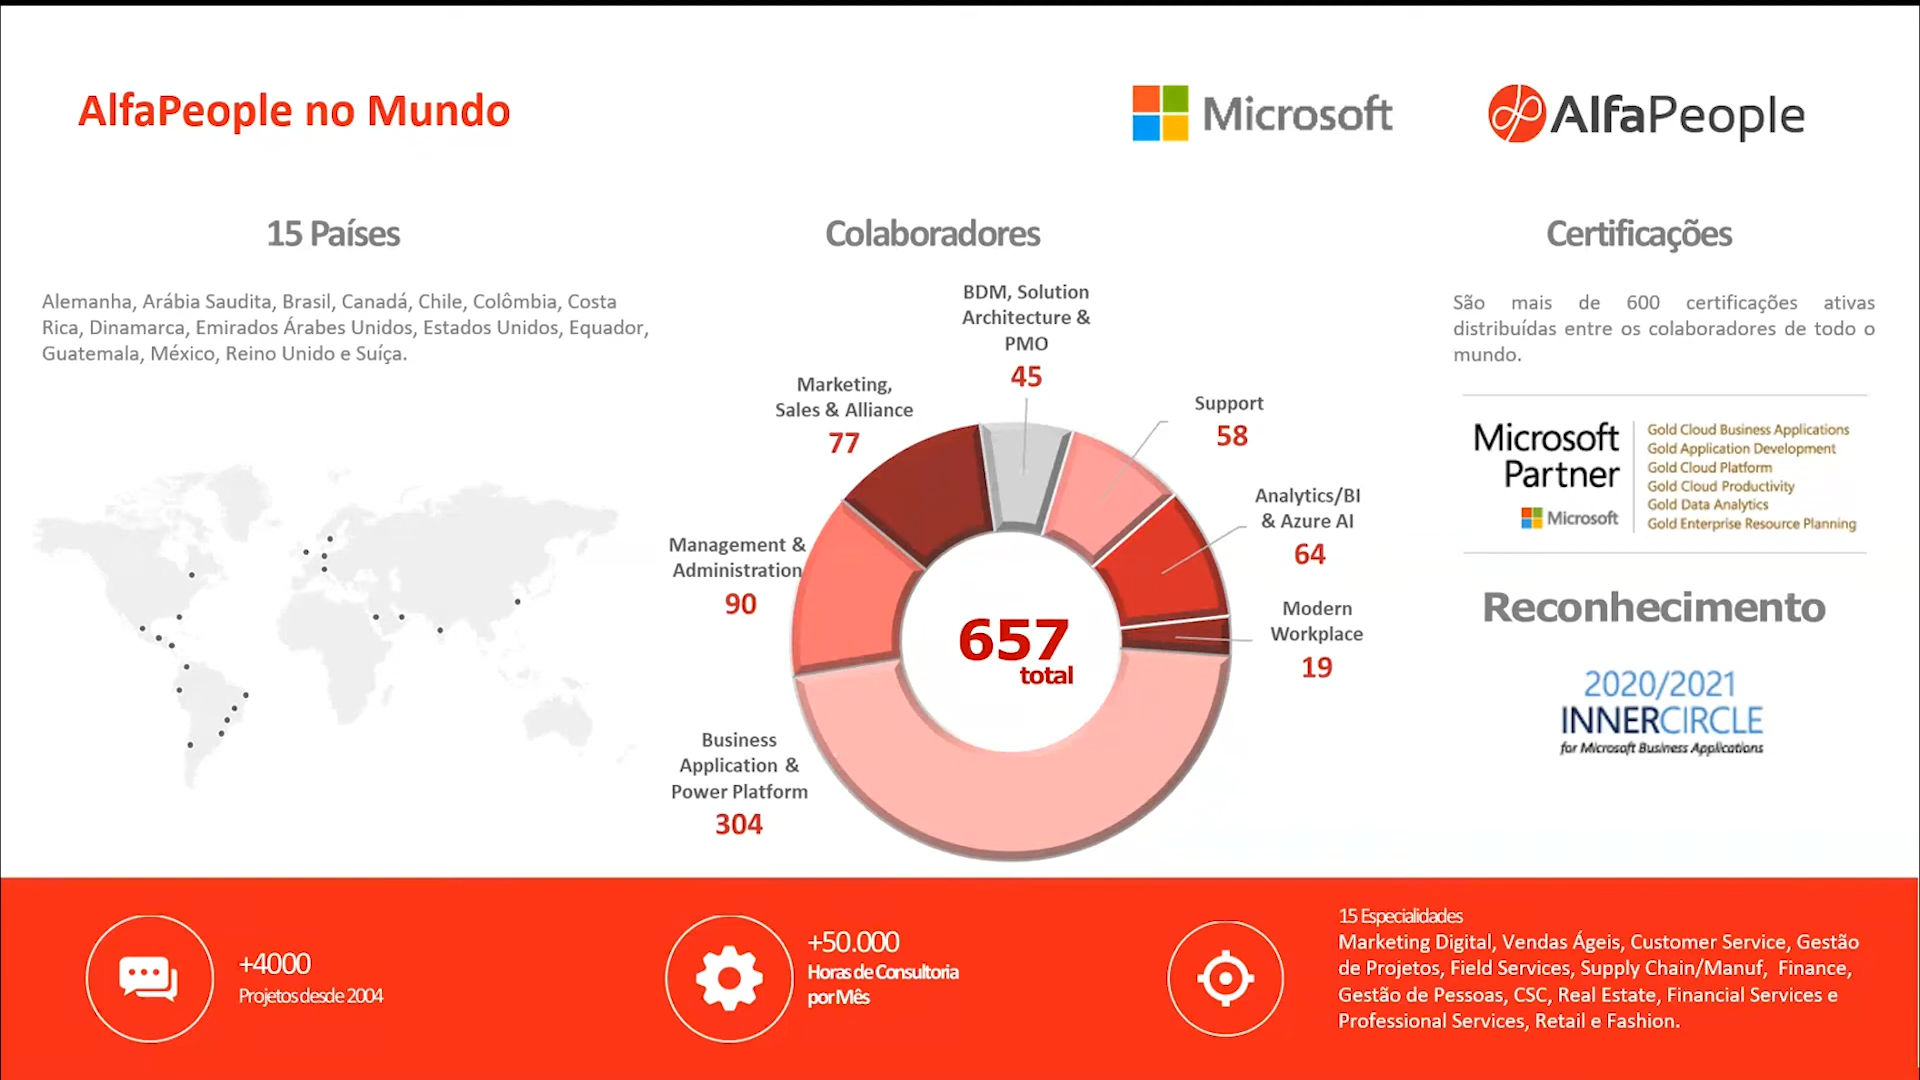 AlfaPeople no Mundo
Microsoft
AlfaPeople
15 Países
Alemanha, Arábia Saudita, Brasil, Canadá, Chile, Colômbia, Costa
Rica, Dinamarca, Emirados Árabes Unidos, Estados Unidos, Equador,
Guatemala, México, Reino Unido e Suíça.
Colaboradores
BDM, Solution
Architecture &
PMO
45
Marketing,
Sales & Alliance
77
Support
58
Analytics/BI
& Azure AI
64
Management &
Administration
90
Modern
Workplace
19
657
total
Business
Application &
Power Platform
304
Certificações
São mais de 600 certificações ativas
distribuídas entre os colaboradores de todo o
mundo.
Microsoft
Partner
Microsoft
Gold Cloud Business Applications
Gold Application Development
Gold Cloud Platform
Gold Cloud Productivity
Gold Data Analytics
Gold Enterprise Resource Planning
Reconhecimento
2020/2021
INNERCIRCLE
for Microsoft Business Applications
+4000
Projetos desde 2004
+50.000
Horas de Consultoria
por Mês
15 Especialidades
Marketing Digital, Vendas Ágeis, Customer Service, Gestão
de Projetos, Field Services, Supply Chain/Manuf, Finance,
Gestão de Pessoas, CSC, Real Estate, Financial Services e
Professional Services, Retail e Fashion.